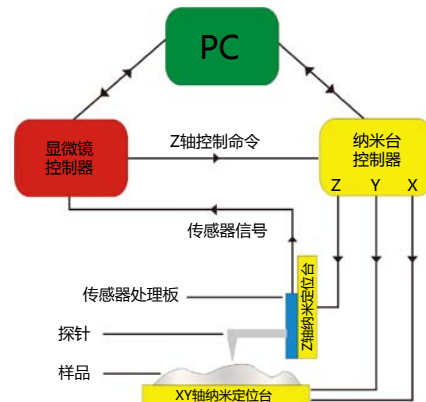 PC
显微镜
控制器
Z轴控制命令
纳米台
控制器
Z Y X
传感器信号
传感器处理板
Z轴纳米定位台
探针
样品
XY轴纳米定位台